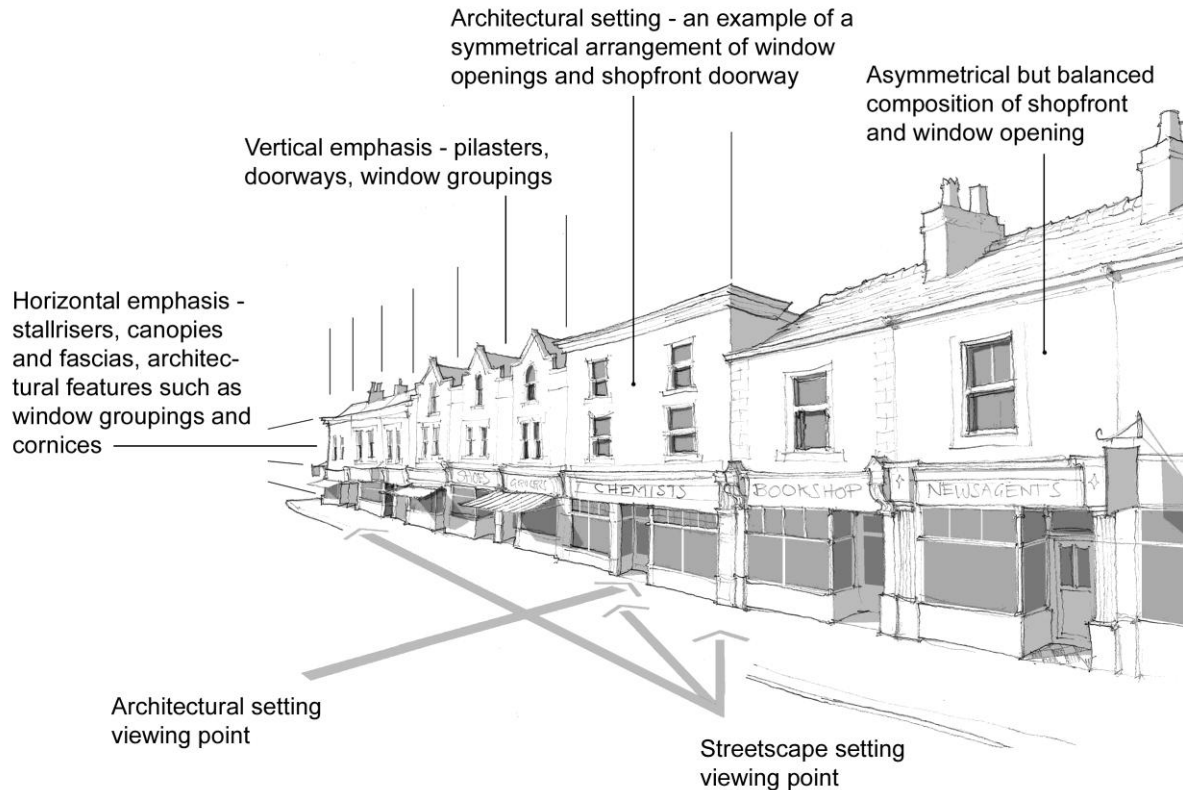 Architectural setting - an example of a
symmetrical arrangement of window
openings and shopfront doorway
Asymmetrical but balanced
composition of shopfront
and window opening
Vertical emphasis - pilasters,
doorways, window groupings
Horizontal emphasis -
stallrisers, canopies
and fascias, architec-
tural features such as
window groupings and
cornices
SHOES
GROCERS
CHEMISTS
BOOKSHOP
NEWSAGENTS
Architectural setting
viewing point
Streetscape setting
viewing point